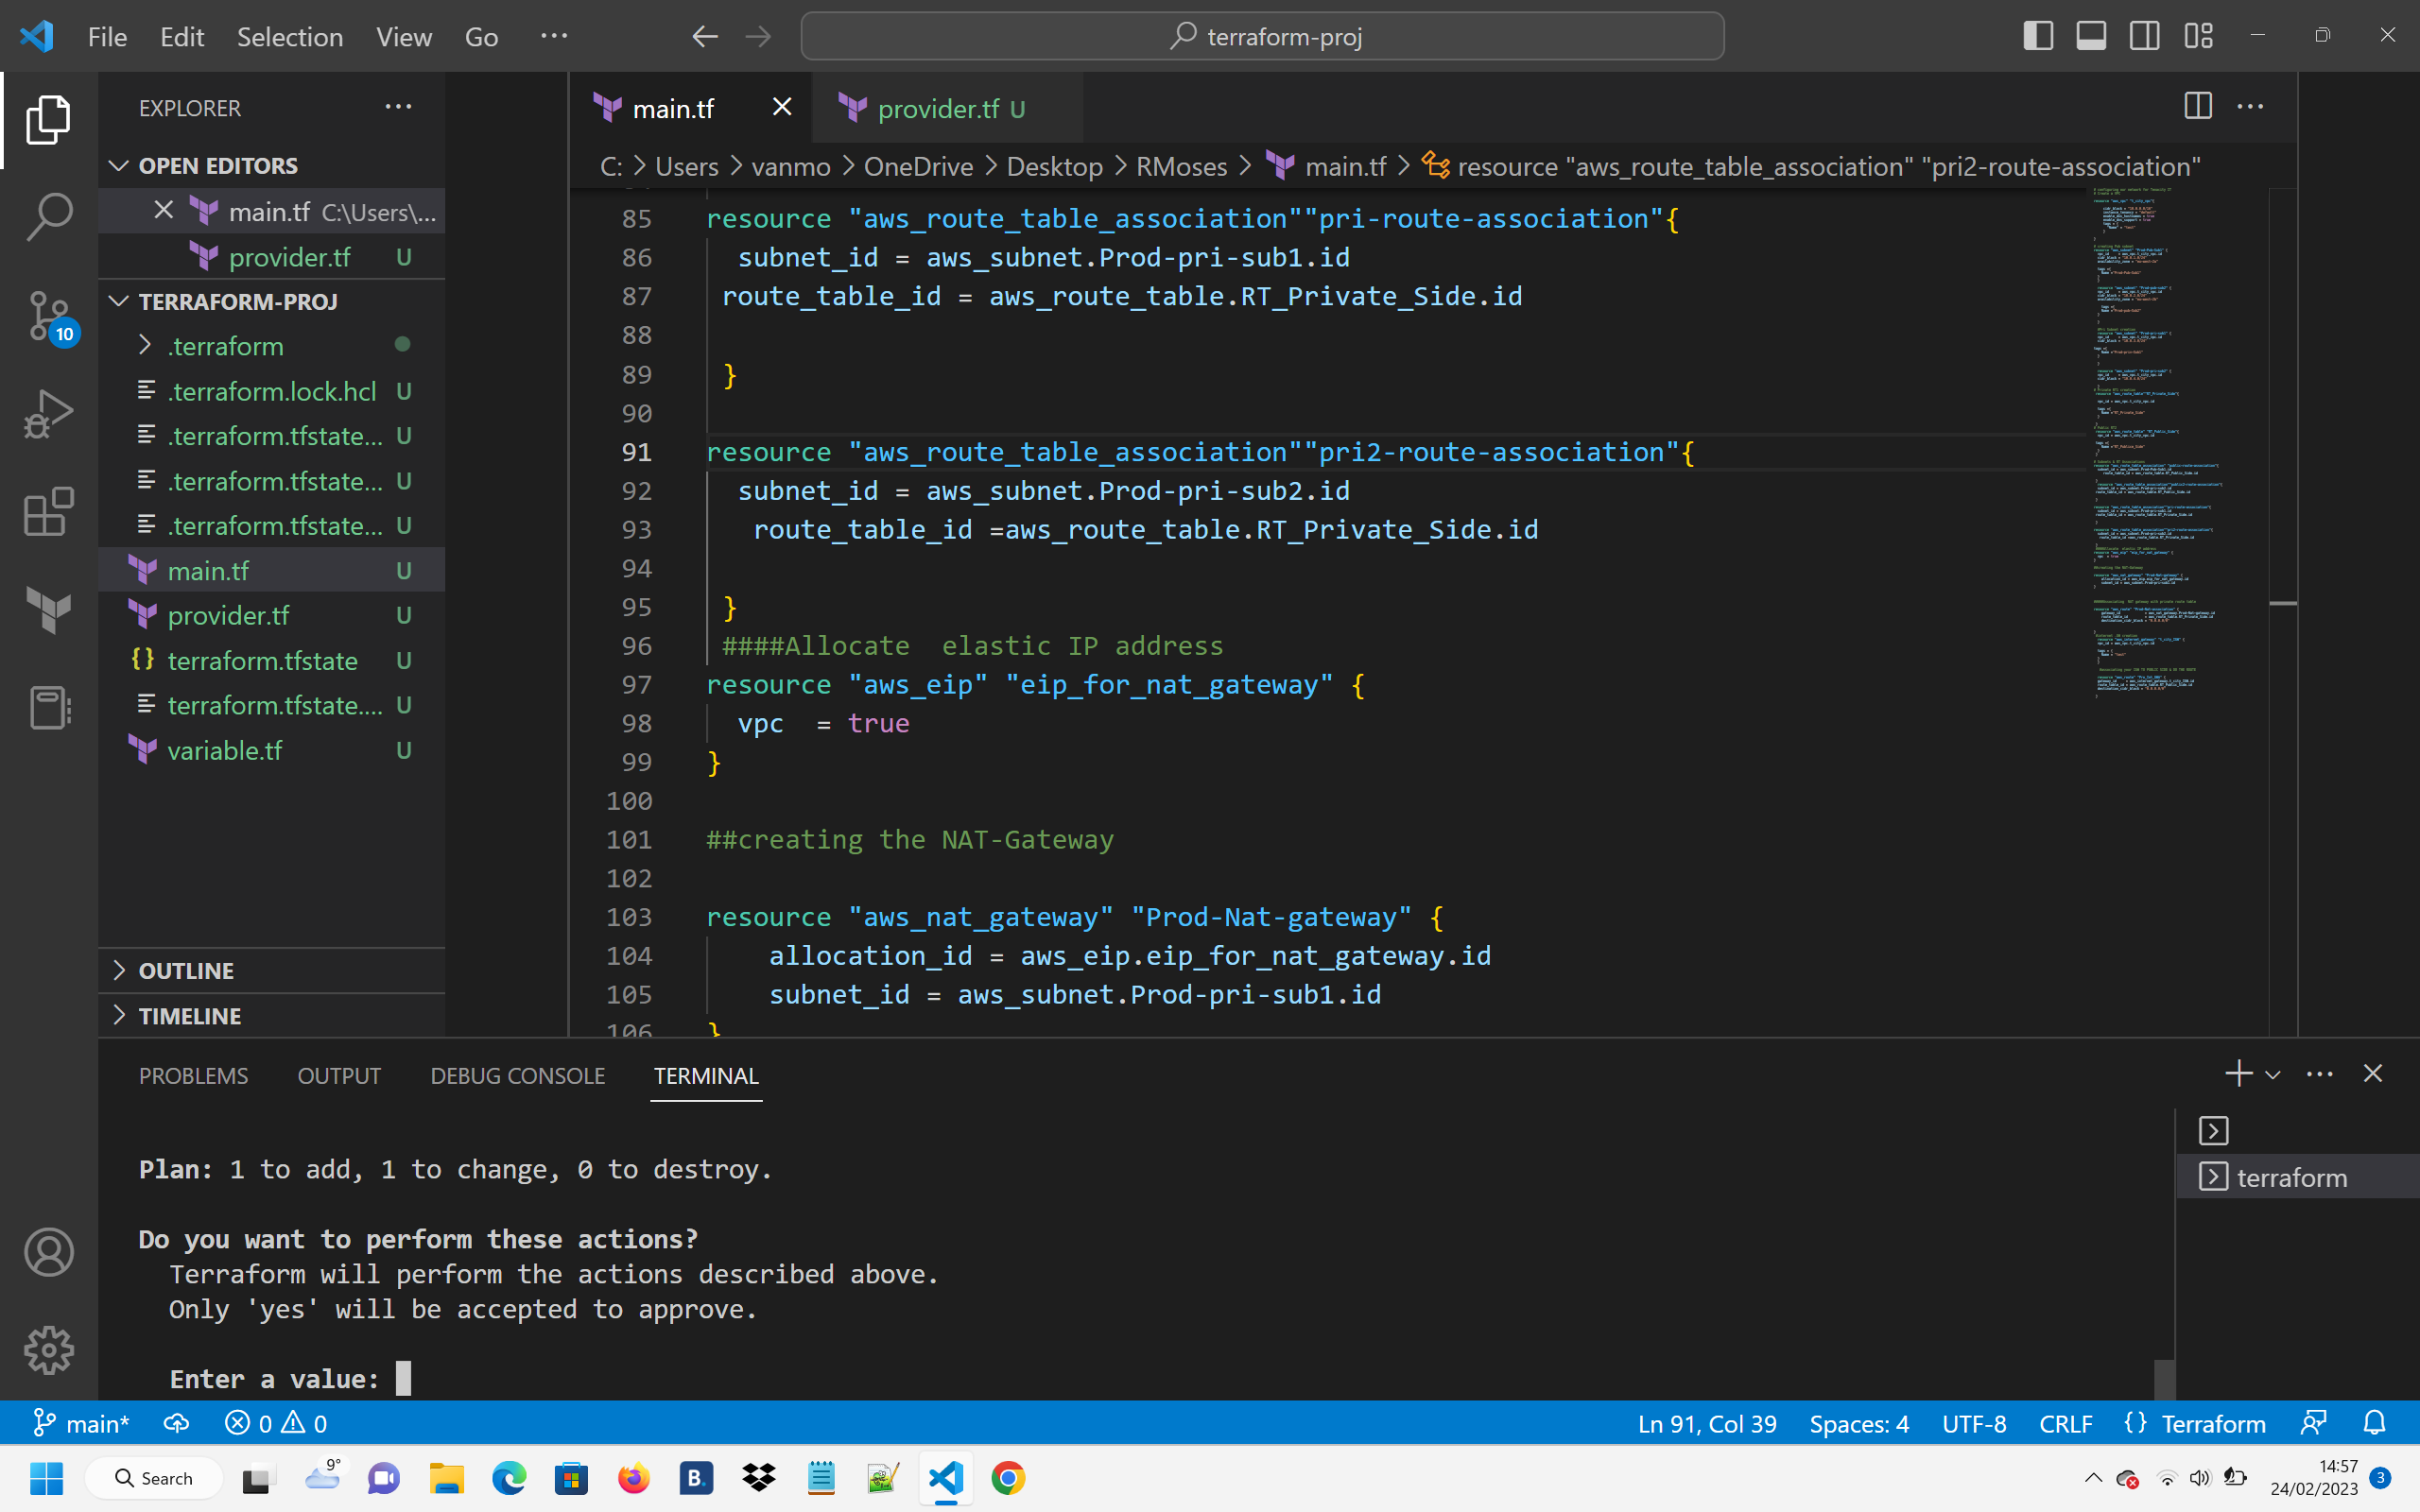 File Edit Selection View Go ··· terraform-proj
EXPLORER ···
OPEN EDITORS
main.tf C:\Users\...
provider.tf U
TERRAFORM-PROJ
.terraform
.terraform.lock.hcl U
.terraform.tfstate... U
.terraform.tfstate... U
.terraform.tfstate... U
main.tf U
provider.tf U
{} terraform.tfstate U
terraform.tfstate.... U
variable.tf U
OUTLINE
TIMELINE
10
main.tf
provider.tf U
C: > Users > vanmo > OneDrive > Desktop > RMoses > main.tf > resource "aws_route_table_association" "pri2-route-association"
85 resource "aws_route_table_association""pri-route-association"{
86 subnet_id = aws_subnet.Prod-pri-sub1.id
87 route_table_id = aws_route_table.RT_Private_Side.id
88
89 }
90
91 resource "aws_route_table_association""pri2-route-association"{
92 subnet_id = aws_subnet.Prod-pri-sub2.id
93 route_table_id =aws_route_table.RT_Private_Side.id
94
95 }
96 ####Allocate  elastic IP address
97 resource "aws_eip" "eip_for_nat_gateway" {
98 vpc  = true
99 }
100
101 ##creating the NAT-Gateway
102
103 resource "aws_nat_gateway" "Prod-Nat-gateway" {
104 allocation_id = aws_eip.eip_for_nat_gateway.id
105 subnet_id = aws_subnet.Prod-pri-sub1.id
106 }
PROBLEMS OUTPUT DEBUG CONSOLE TERMINAL
Plan: 1 to add, 1 to change, 0 to destroy.
Do you want to perform these actions?
Terraform will perform the actions described above.
Only 'yes' will be accepted to approve.
Enter a value:
terraform
main* 0 0 Ln 91, Col 39 Spaces: 4 UTF-8 CRLF {} Terraform
Search 9° B. 14:57
24/02/2023 3